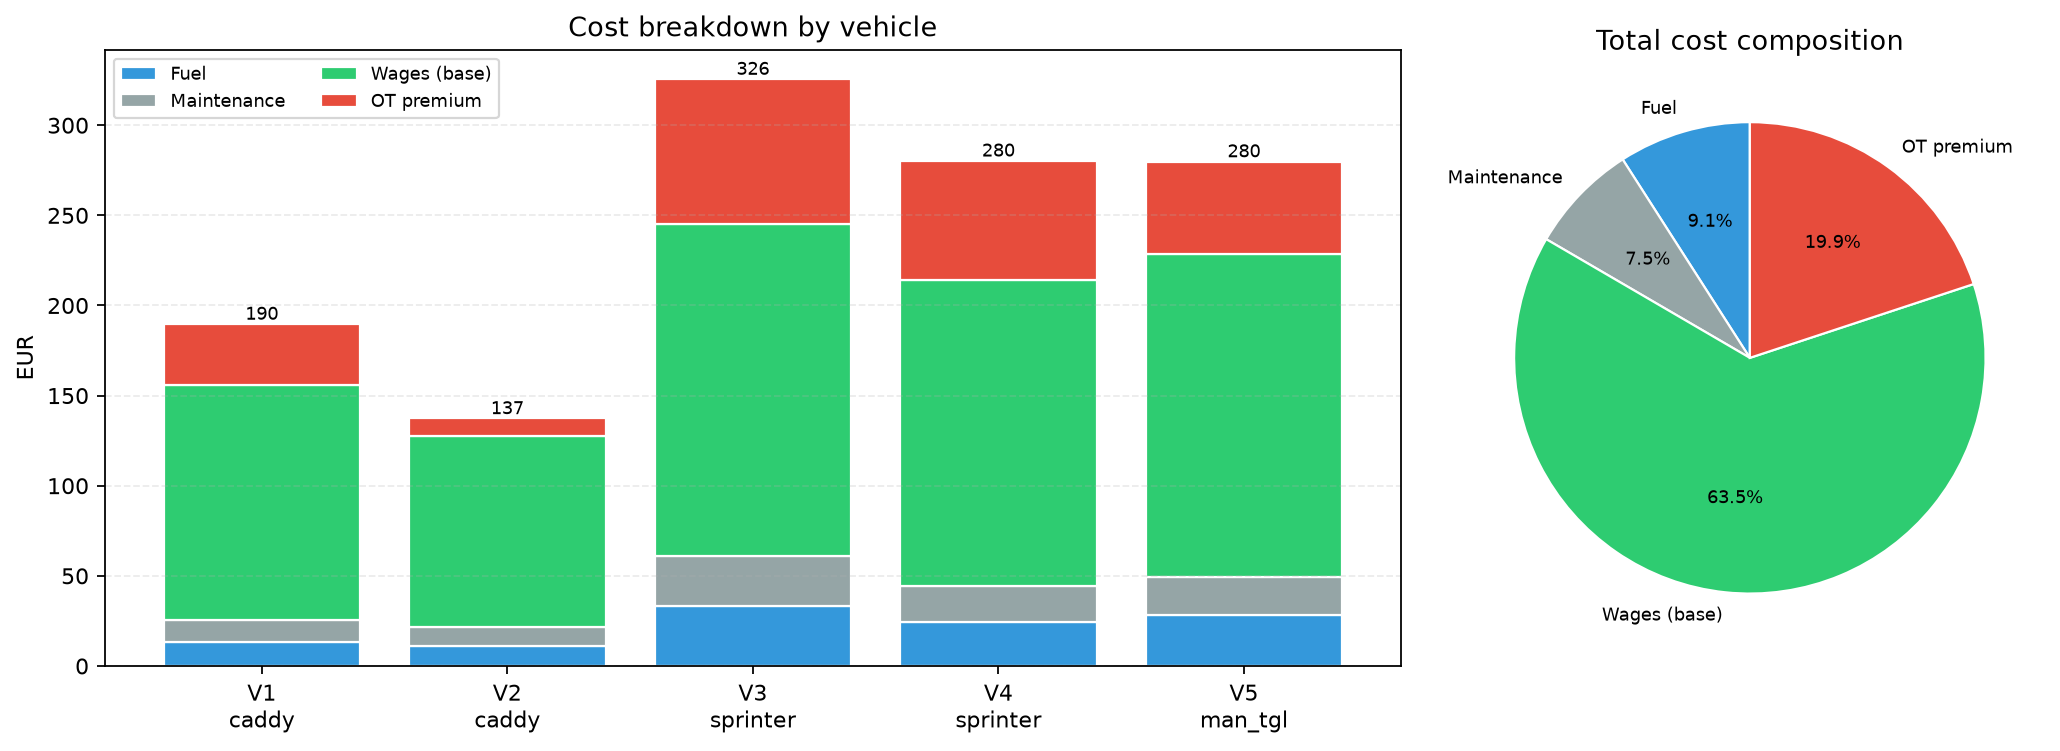 Cost breakdown by vehicle
Fuel
Maintenance
Wages (base)
OT premium
EUR
300
250
200
150
100
50
0
190
137
326
280
280
V1
caddy
V2
caddy
V3
sprinter
V4
sprinter
V5
man_tgl
Total cost composition
Fuel
Maintenance
OT premium
Wages (base)
9.1%
7.5%
19.9%
63.5%